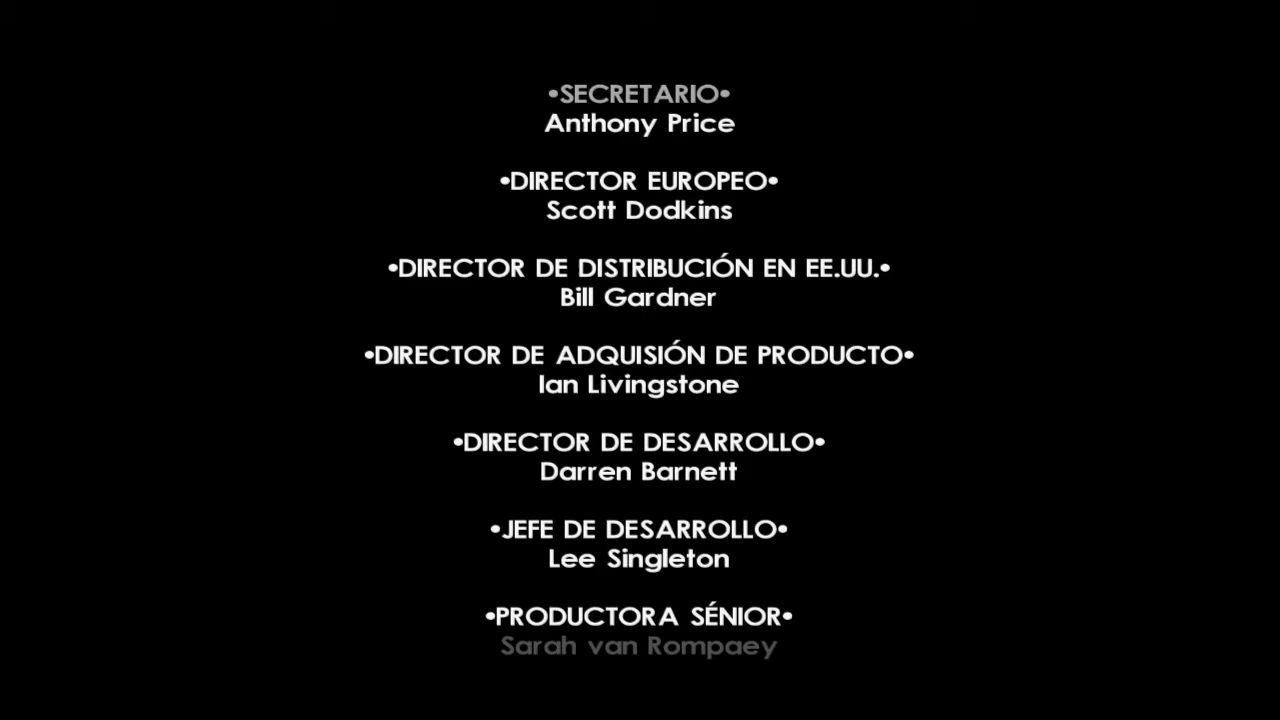 •SECRETARIO•
Anthony Price
•DIRECTOR EUROPEO•
Scott Dodkins
•DIRECTOR DE DISTRIBUCIÓN EN EE.UU.•
Bill Gardner
•DIRECTOR DE ADQUISIÓN DE PRODUCTO•
Ian Livingstone
•DIRECTOR DE DESARROLLO•
Darren Barnett
•JEFE DE DESARROLLO•
Lee Singleton
•PRODUCTORA SÉNIOR•
Sarah van Rompaey